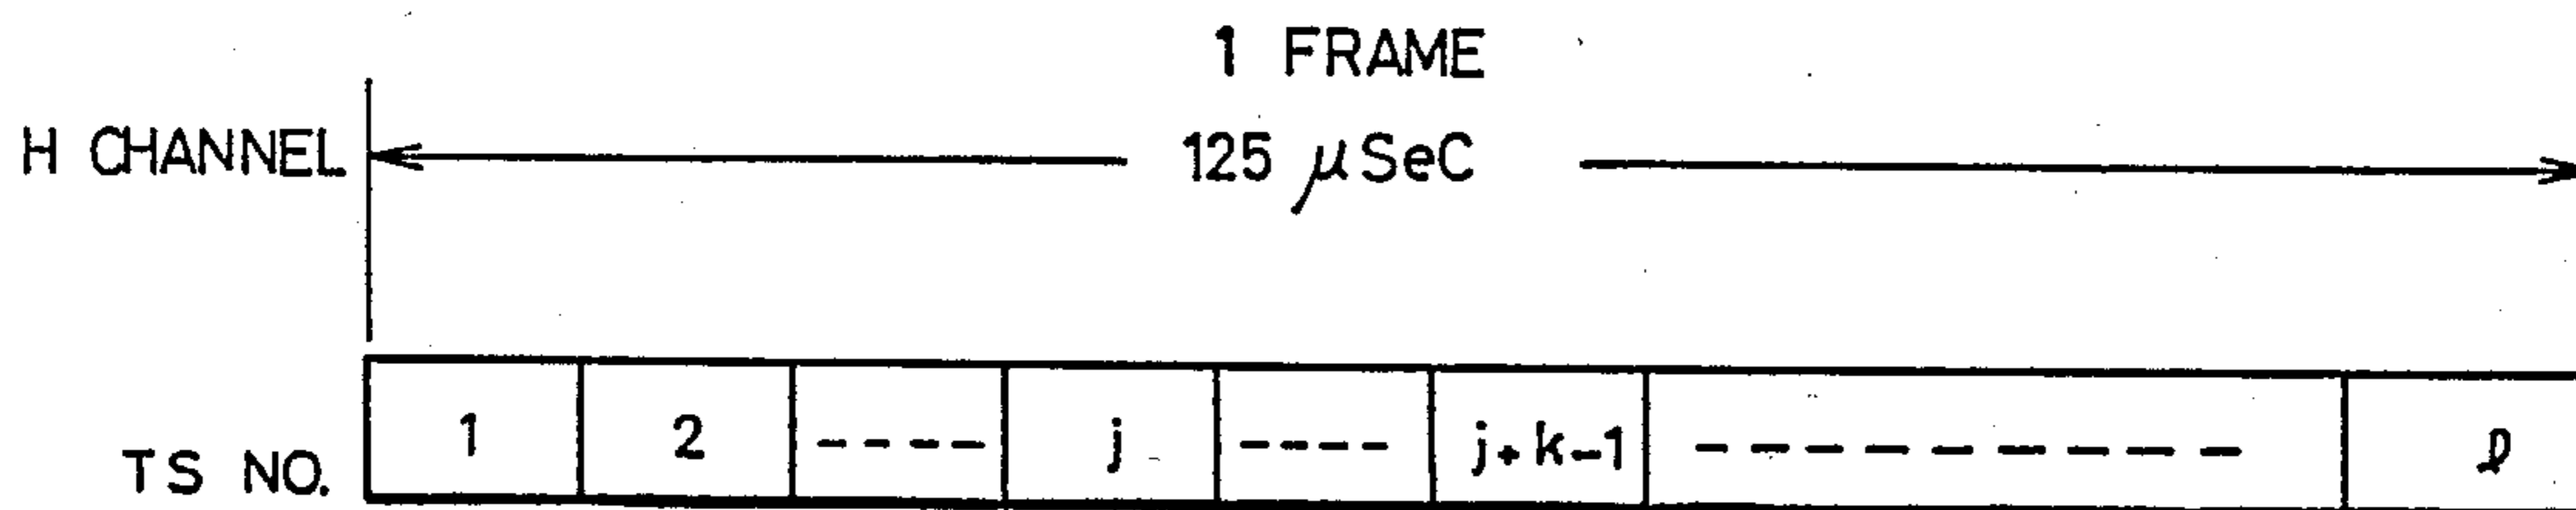 1 FRAME
H CHANNEL 125 μSeC
TS NO. 1 2 ---- j ---- j+k-1 --------- ℓ